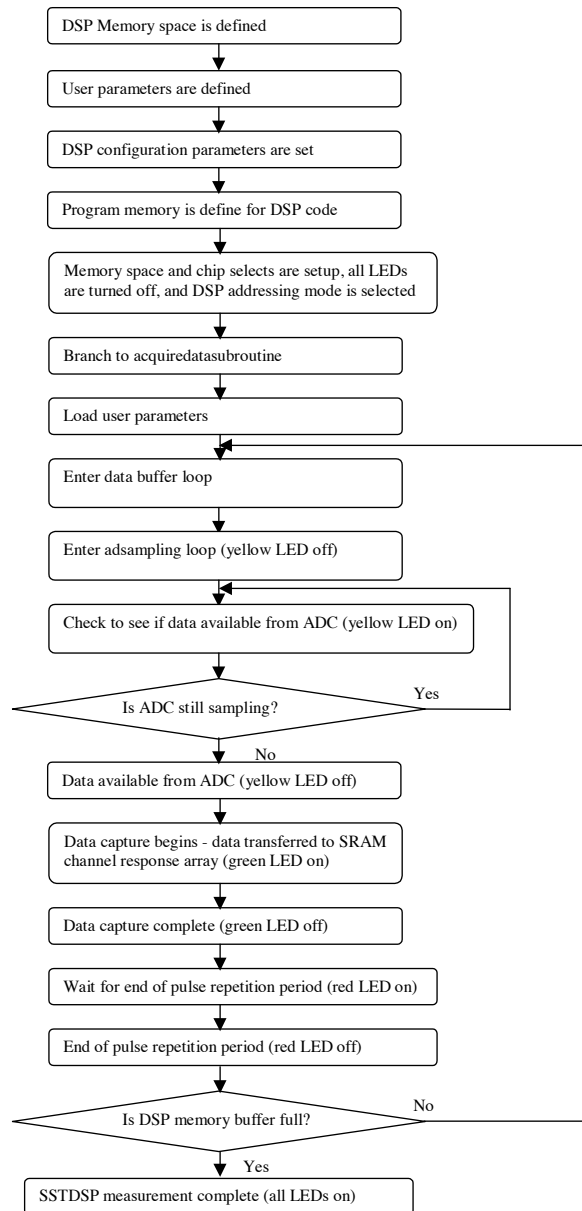 DSP Memory space is defined
User parameters are defined
DSP configuration parameters are set
Program memory is define for DSP code
Memory space and chip selects are setup, all LEDs
are turned off, and DSP addressing mode is selected
Branch to acquiredatasubroutine
Load user parameters
Enter data buffer loop
Enter adsampling loop (yellow LED off)
Check to see if data available from ADC (yellow LED on)
Is ADC still sampling?
Yes
No
Data available from ADC (yellow LED off)
Data capture begins - data transferred to SRAM
channel response array (green LED on)
Data capture complete (green LED off)
Wait for end of pulse repetition period (red LED on)
End of pulse repetition period (red LED off)
Is DSP memory buffer full?
No
Yes
SSTDSP measurement complete (all LEDs on)